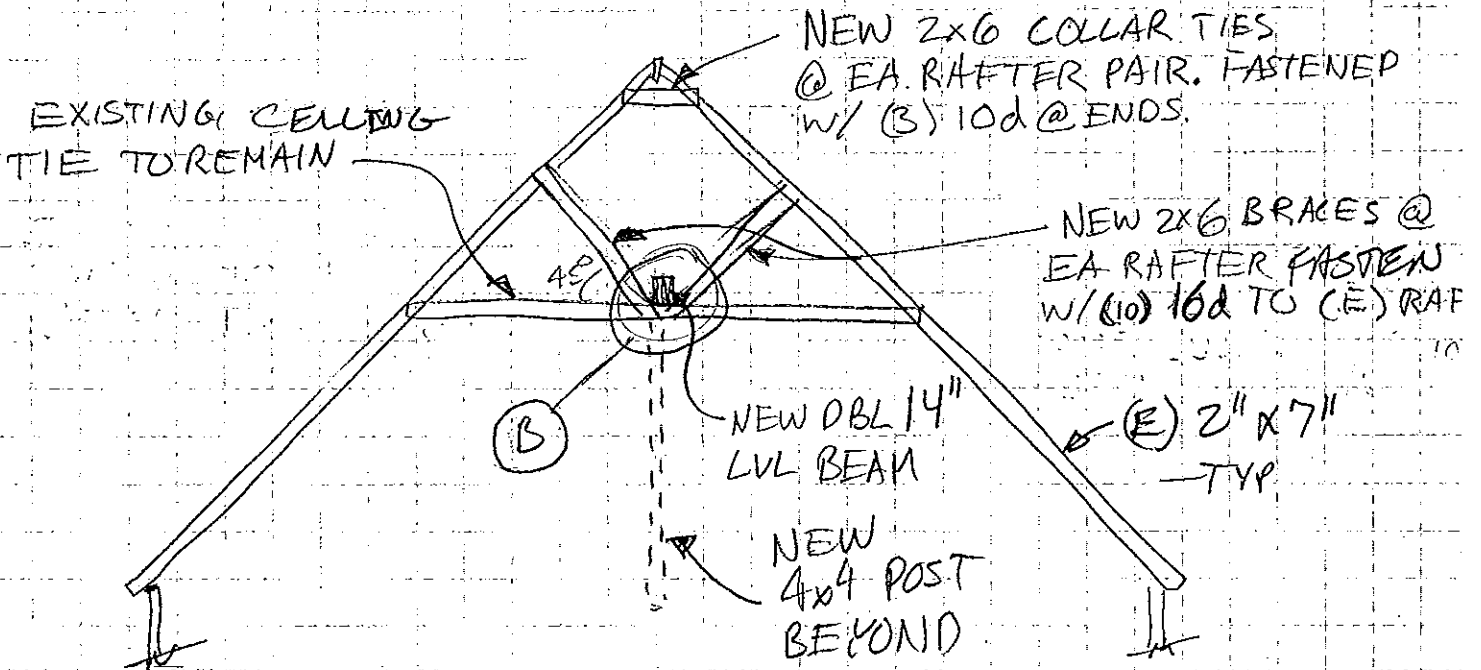 NEW 2x6 COLLAR TIES
@ EA. RAFTER PAIR. FASTENED
W/ (3) 10d @ ENDS.
EXISTING CEILING
TIE TO REMAIN
NEW 2x6 BRACES @
EA RAFTER FASTEN
W/ (10) 16d TO (E) RAF
B
NEW DBL 14"
LVL BEAM
(E) 2" x 7"
—TYP
NEW
4x4 POST
BEYOND